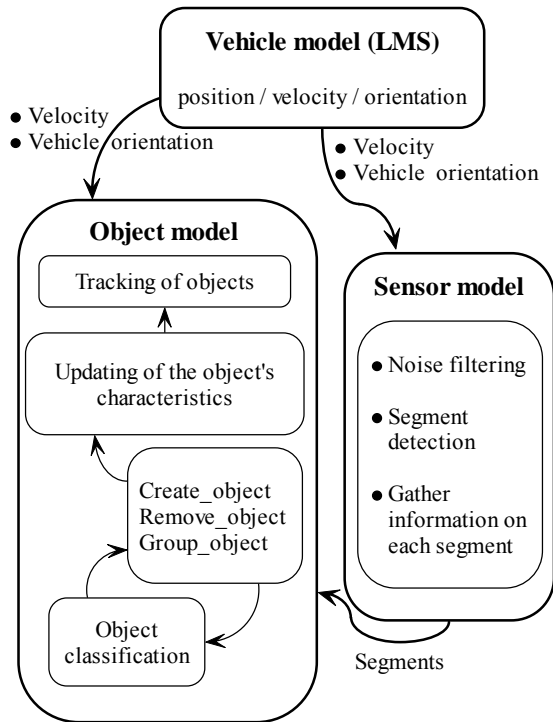 Vehicle model (LMS)
position / velocity / orientation
● Velocity
● Vehicle orientation
● Velocity
● Vehicle orientation
Object model
Tracking of objects
Updating of the object's
characteristics
Create_object
Remove_object
Group_object
Object
classification
Sensor model
● Noise filtering
● Segment
detection
● Gather
information on
each segment
Segments